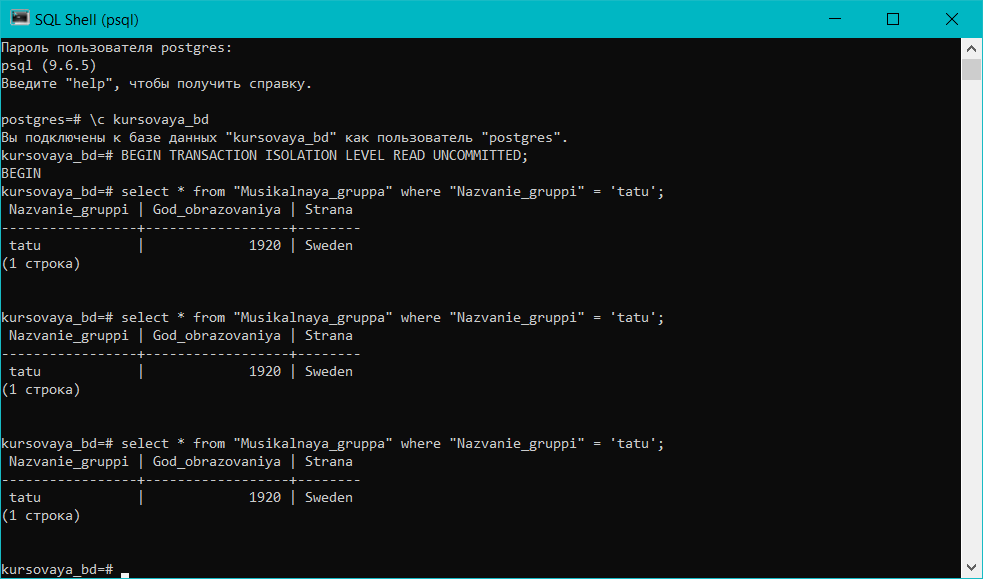 SQL Shell (psql)
Пароль пользователя postgres:
psql (9.6.5)
Введите "help", чтобы получить справку.
postgres=# \c kursovaya_bd
Вы подключены к базе данных "kursovaya_bd" как пользователь "postgres".
kursovaya_bd=# BEGIN TRANSACTION ISOLATION LEVEL READ UNCOMMITTED;
BEGIN
kursovaya_bd=# select * from "Musikalnaya_gruppa" where "Nazvanie_gruppi" = 'tatu';
 Nazvanie_gruppi | God_obrazovaniya | Strana
-----------------+------------------+--------
 tatu            |             1920 | Sweden
(1 строка)
kursovaya_bd=# select * from "Musikalnaya_gruppa" where "Nazvanie_gruppi" = 'tatu';
 Nazvanie_gruppi | God_obrazovaniya | Strana
-----------------+------------------+--------
 tatu            |             1920 | Sweden
(1 строка)
kursovaya_bd=# select * from "Musikalnaya_gruppa" where "Nazvanie_gruppi" = 'tatu';
 Nazvanie_gruppi | God_obrazovaniya | Strana
-----------------+------------------+--------
 tatu            |             1920 | Sweden
(1 строка)
kursovaya_bd=#